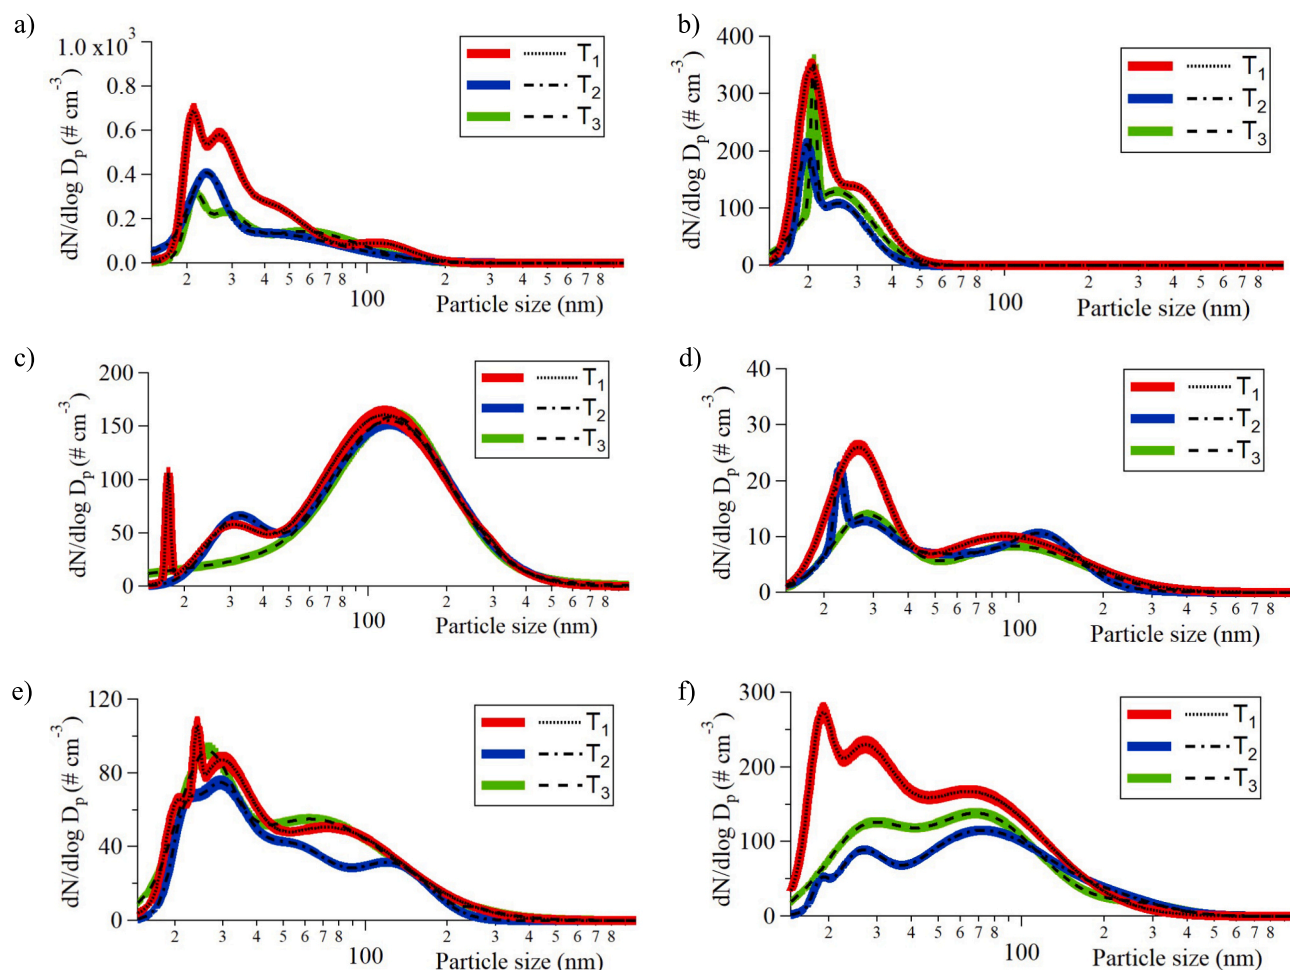 a)
1.0 x10³
0.8
0.6
0.4
0.2
0.0
dN/dlog Dₚ (# cm⁻³)
T₁
T₂
T₃
2 3 4 5 6 7 8 100 2 3 4 5 6 7 8
Particle size (nm)
b)
400
300
200
100
0
dN/dlog Dₚ (# cm⁻³)
T₁
T₂
T₃
2 3 4 5 6 7 8 100 2 3 4 5 6 7 8
Particle size (nm)
c)
200
150
100
50
0
dN/dlog Dₚ (# cm⁻³)
T₁
T₂
T₃
2 3 4 5 6 7 8 100 2 3 4 5 6 7 8
Particle size (nm)
d)
40
30
20
10
0
dN/dlog Dₚ (# cm⁻³)
T₁
T₂
T₃
2 3 4 5 6 7 8 100 2 3 4 5 6 7 8
Particle size (nm)
e)
120
80
40
0
dN/dlog Dₚ (# cm⁻³)
T₁
T₂
T₃
2 3 4 5 6 7 8 100 2 3 4 5 6 7 8
Particle size (nm)
f)
300
200
100
0
dN/dlog Dₚ (# cm⁻³)
T₁
T₂
T₃
2 3 4 5 6 7 8 100 2 3 4 5 6 7 8
Particle size (nm)